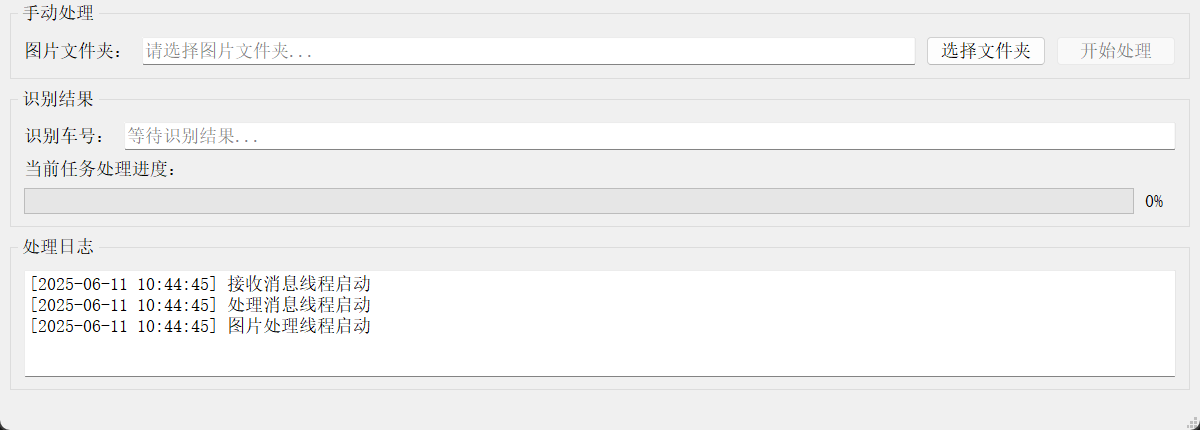 手动处理
图片文件夹： 请选择图片文件夹... 选择文件夹 开始处理
识别结果
识别车号： 等待识别结果...
当前任务处理进度：
0%
处理日志
[2025-06-11 10:44:45] 接收消息线程启动
[2025-06-11 10:44:45] 处理消息线程启动
[2025-06-11 10:44:45] 图片处理线程启动